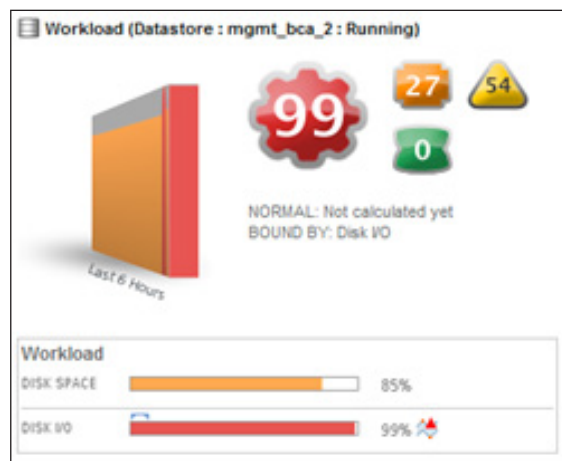 Workload (Datastore : mgmt_bca_2 : Running)
99
27
54
0
NORMAL: Not calculated yet
BOUND BY: Disk I/O
Last 6 Hours
Workload
DISK SPACE 85%
DISK I/O 99%